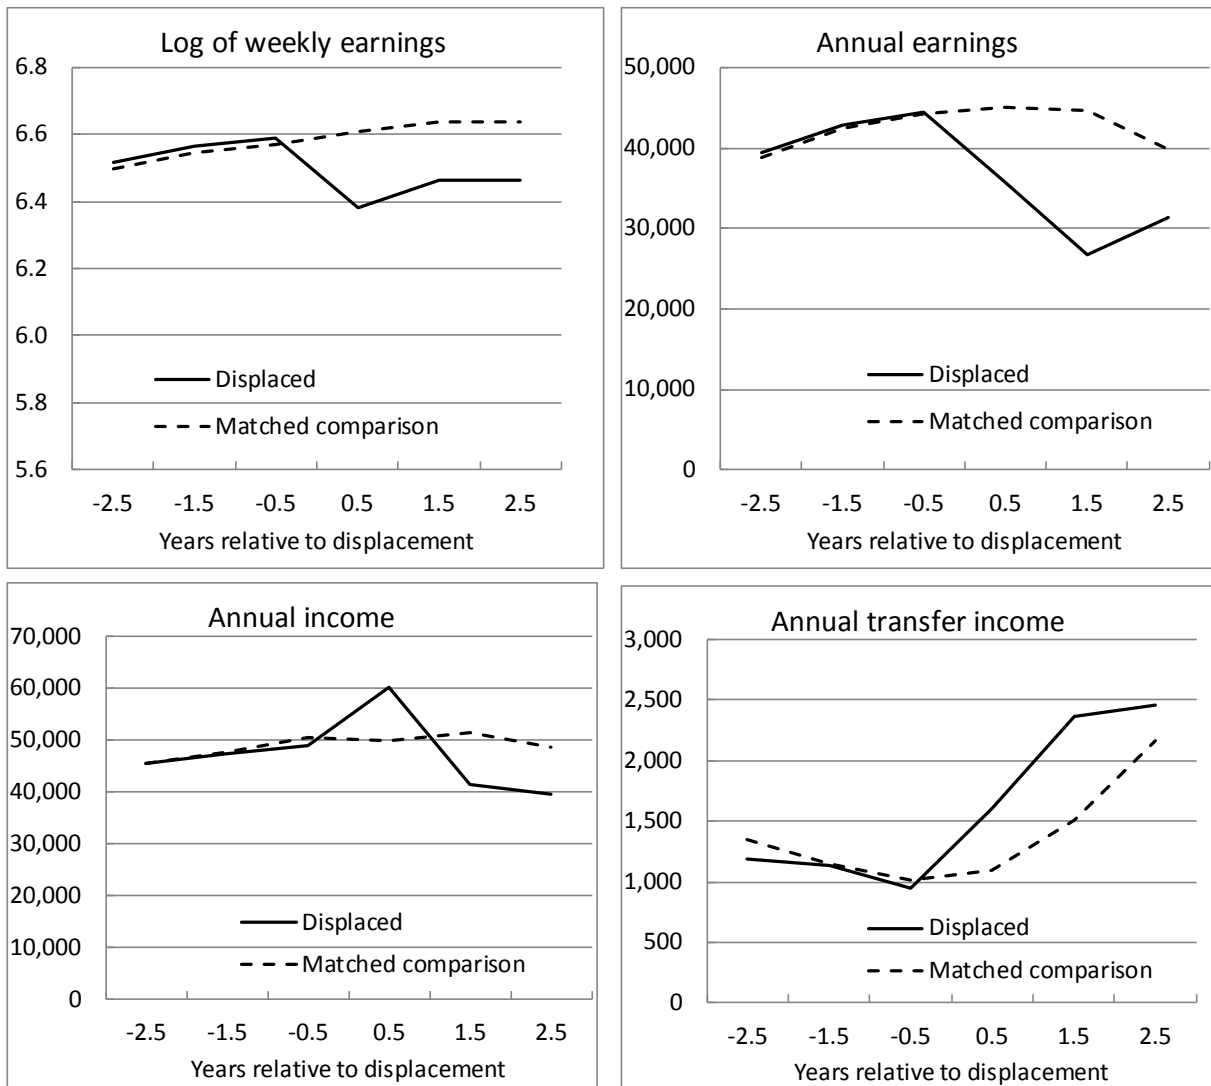 Log of weekly earnings
6.8
6.6
6.4
6.2
6.0
5.8
5.6
Displaced
Matched comparison
-2.5 -1.5 -0.5 0.5 1.5 2.5
Years relative to displacement
Annual earnings
50,000
40,000
30,000
20,000
10,000
0
Displaced
Matched comparison
-2.5 -1.5 -0.5 0.5 1.5 2.5
Years relative to displacement
Annual income
70,000
60,000
50,000
40,000
30,000
20,000
10,000
0
Displaced
Matched comparison
-2.5 -1.5 -0.5 0.5 1.5 2.5
Years relative to displacement
Annual transfer income
3,000
2,500
2,000
1,500
1,000
500
0
Displaced
Matched comparison
-2.5 -1.5 -0.5 0.5 1.5 2.5
Years relative to displacement